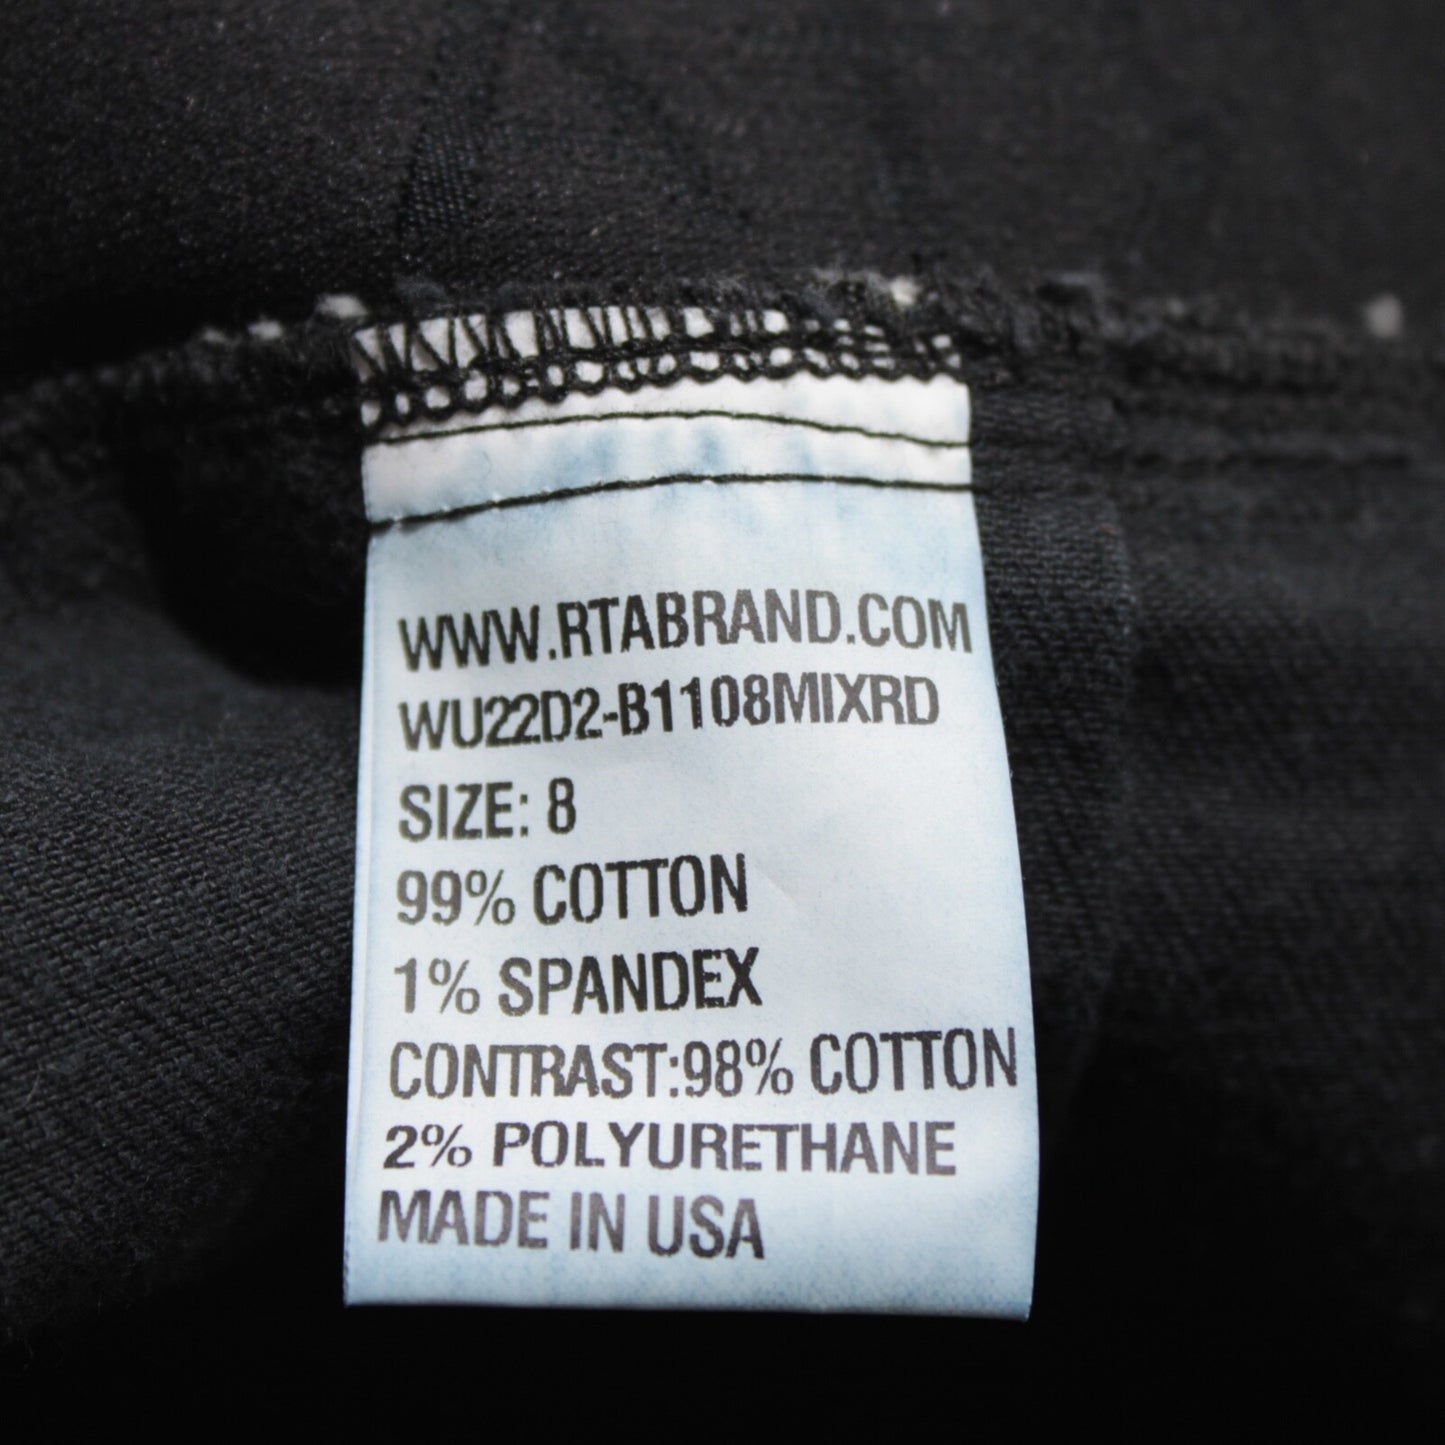 WWW.RTABRAND.COM
WU22D2-B1108MIXRD
SIZE: 8
99% COTTON
1% SPANDEX
CONTRAST:98% COTTON
2% POLYURETHANE
MADE IN USA